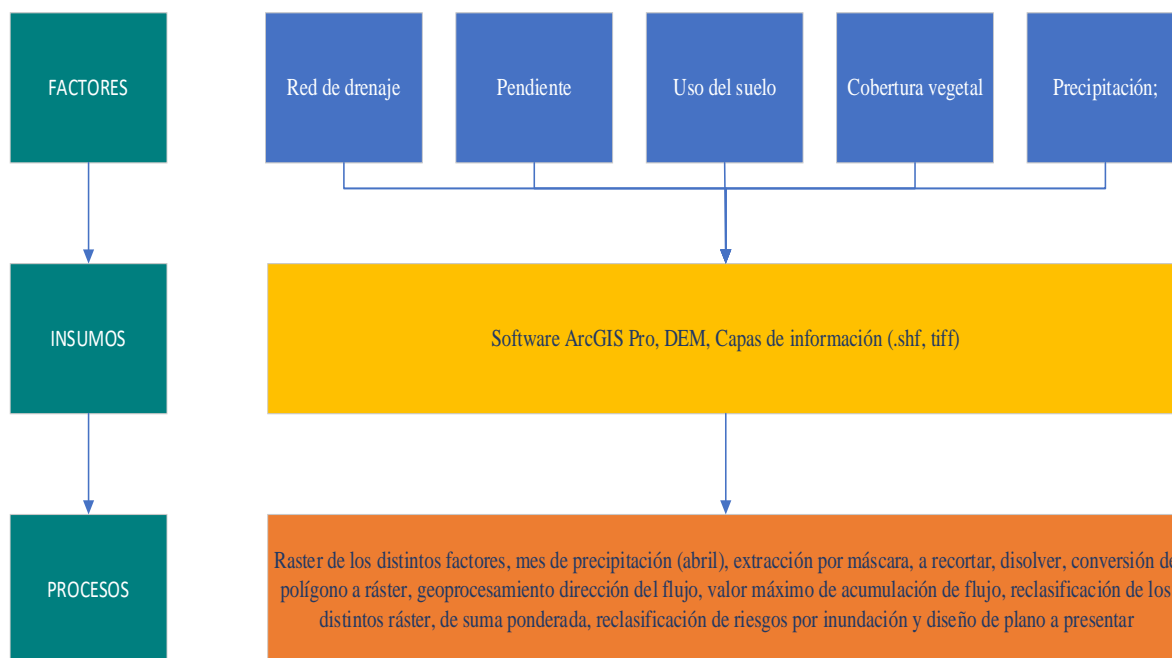 FACTORES
Red de drenaje
Pendiente
Uso del suelo
Cobertura vegetal
Precipitación;
INSUMOS
Software ArcGIS Pro, DEM, Capas de información (.shf, tiff)
PROCESOS
Raster de los distintos factores, mes de precipitación (abril), extracción por máscara, a recortar, disolver, conversión de
polígono a ráster, geoprocesamiento dirección del flujo, valor máximo de acumulación de flujo, reclasificación de los
distintos ráster, de suma ponderada, reclasificación de riesgos por inundación y diseño de plano a presentar